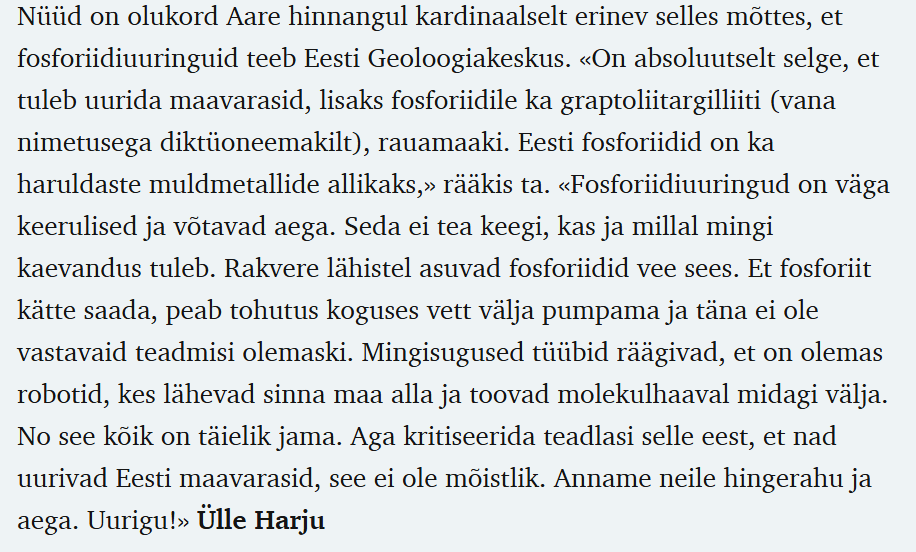 Nüüd on olukord Aare hinnangul kardinaalselt erinev selles mõttes, et
fosforiidiuuringuid teeb Eesti Geoloogiakeskus. «On absoluutselt selge, et
tuleb uurida maavarasid, lisaks fosforiidile ka graptoliitargilliiti (vana
nimetusega diktüoneemakilt), rauamaaki. Eesti fosforiidid on ka
haruldaste muldmetallide allikaks,» rääkis ta. «Fosforiidiuuringud on väga
keerulised ja võtavad aega. Seda ei tea keegi, kas ja millal mingi
kaevandus tuleb. Rakvere lähistel asuvad fosforiidid vee sees. Et fosforiit
kätte saada, peab tohutus koguses vett välja pumpama ja täna ei ole
vastavaid teadmisi olemaski. Mingisugused tüübid räägivad, et on olemas
robotid, kes lähevad sinna maa alla ja toovad molekulhaaval midagi välja.
No see kõik on täielik jama. Aga kritiseerida teadlasi selle eest, et nad
uurivad Eesti maavarasid, see ei ole mõistlik. Anname neile hingerahu ja
aega. Uurigu!» Ülle Harju